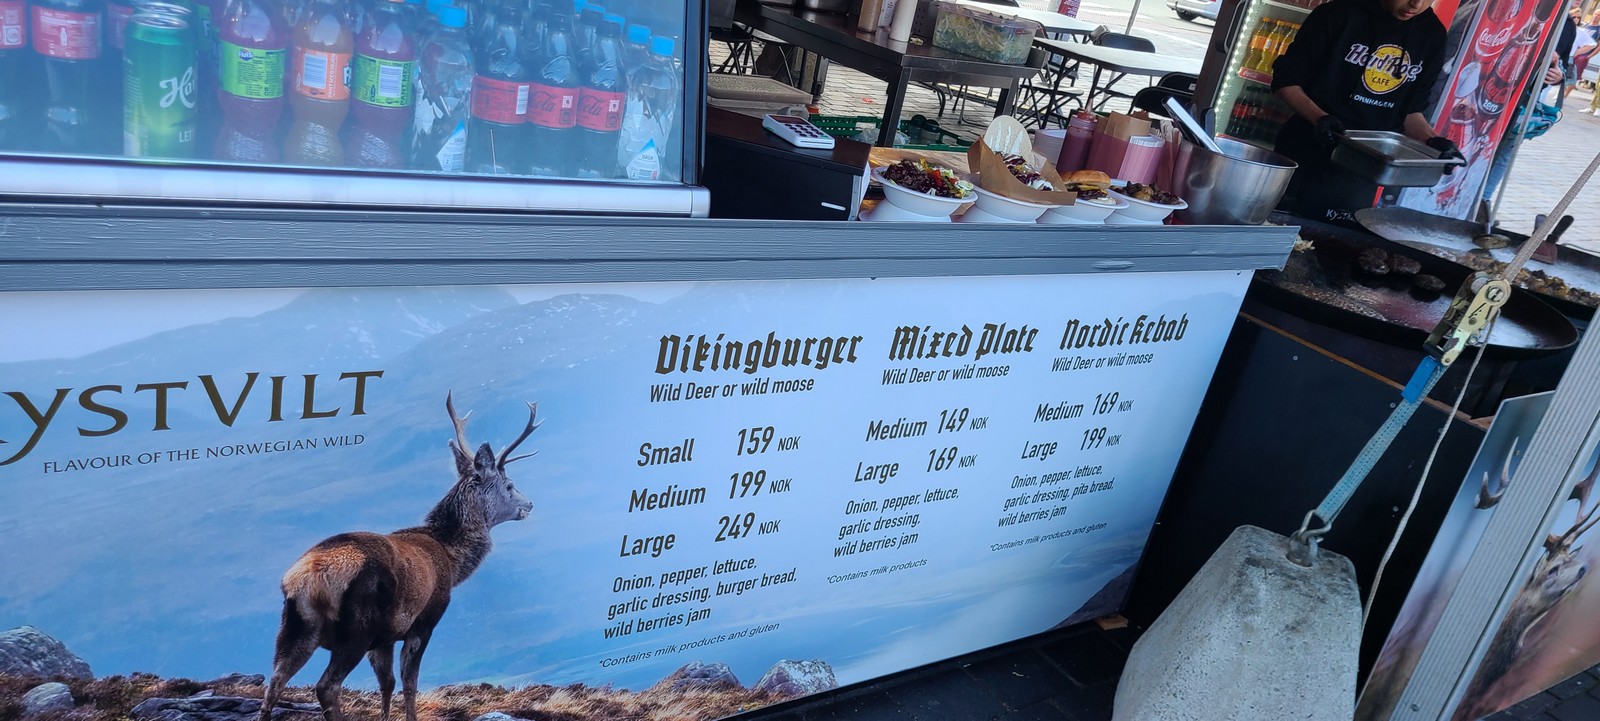 KYSTVILT
FLAVOUR OF THE NORWEGIAN WILD
Vikingburger
Wild Deer or wild moose
Small 159 NOK
Medium 199 NOK
Large 249 NOK
Onion, pepper, lettuce,
garlic dressing, burger bread,
wild berries jam
*Contains milk products and gluten
Mixed Plate
Wild Deer or wild moose
Medium 149 NOK
Large 169 NOK
Onion, pepper, lettuce,
garlic dressing,
wild berries jam
*Contains milk products
Nordic Kebab
Wild Deer or wild moose
Medium 169 NOK
Large 199 NOK
Onion, pepper, lettuce,
garlic dressing, pita bread,
wild berries jam
*Contains milk products and gluten
Hard Rock
CAFE
COPENHAGEN
Coca-Cola
zero